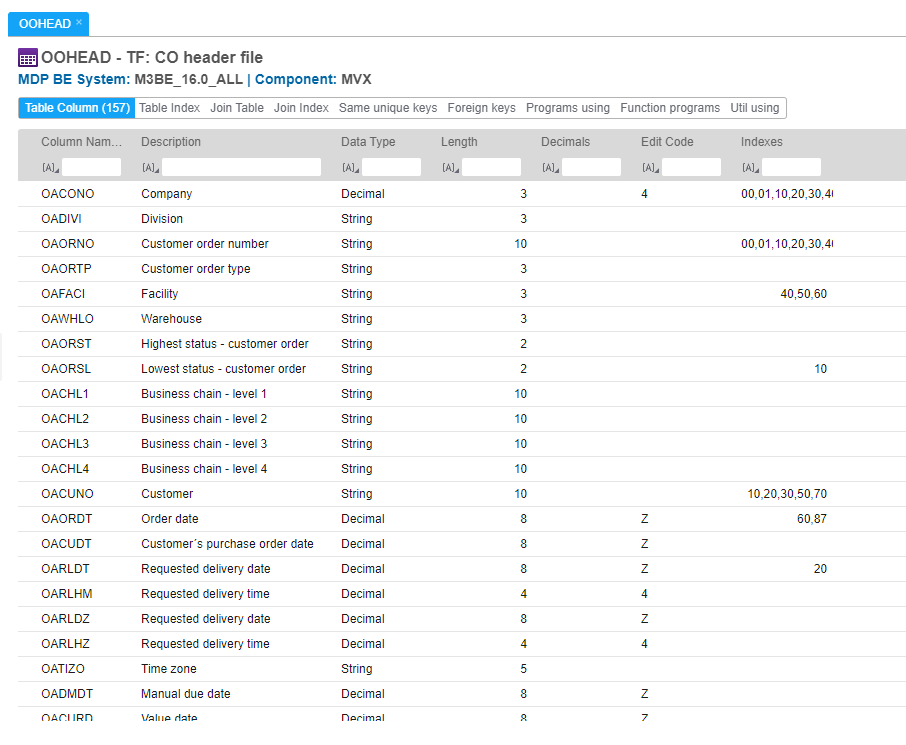 OOHEAD ×
OOHEAD - TF: CO header file
MDP BE System: M3BE_16.0_ALL | Component: MVX
Table Column (157) Table Index Join Table Join Index Same unique keys Foreign keys Programs using Function programs Util using
Column Nam... Description Data Type Length Decimals Edit Code Indexes
[A] [A] [A] [A] [A] [A] [A]
OACONO Company Decimal 3 4 00,01,10,20,30,4
OADIVI Division String 3
OAORNO Customer order number String 10 00,01,10,20,30,4
OAORTP Customer order type String 3
OAFACI Facility String 3 40,50,60
OAWHLO Warehouse String 3
OAORST Highest status - customer order String 2
OAORSL Lowest status - customer order String 2 10
OACHL1 Business chain - level 1 String 10
OACHL2 Business chain - level 2 String 10
OACHL3 Business chain - level 3 String 10
OACHL4 Business chain - level 4 String 10
OACUNO Customer String 10 10,20,30,50,70
OAORDT Order date Decimal 8 Z 60,87
OACUDT Customer´s purchase order date Decimal 8 Z
OARLDT Requested delivery date Decimal 8 Z 20
OARLHM Requested delivery time Decimal 4 4
OARLDZ Requested delivery date Decimal 8 Z
OARLHZ Requested delivery time Decimal 4 4
OATIZO Time zone String 5
OADMDT Manual due date Decimal 8 Z
OACURD Value date Decimal 8 Z